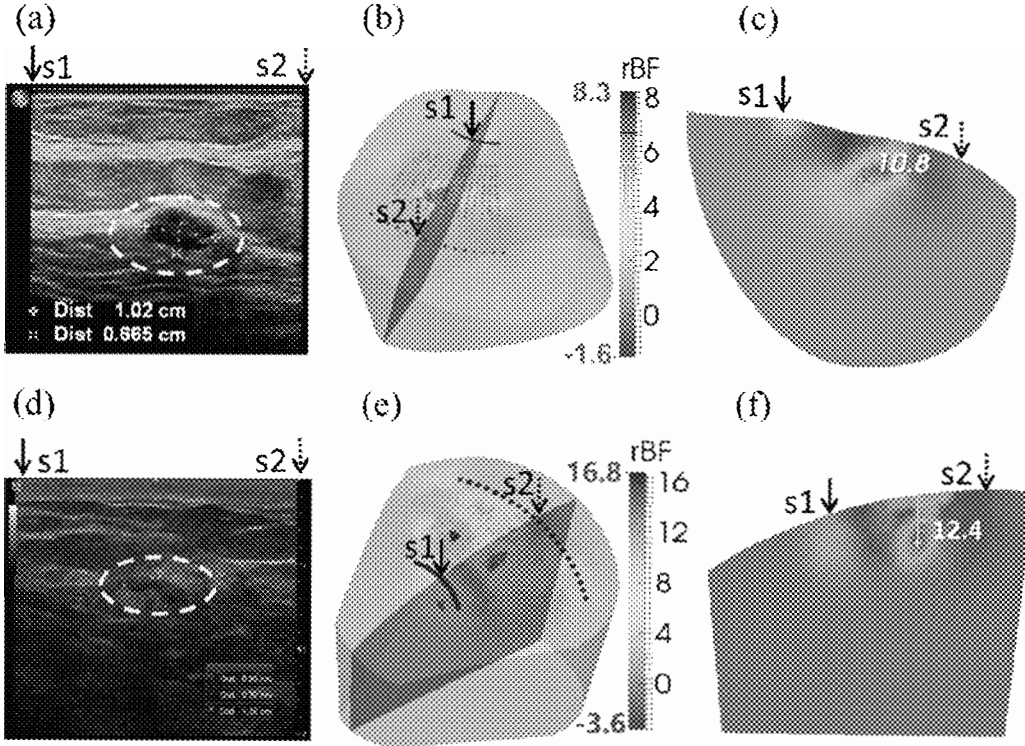 (a)
(b)
(c)
s1
s2
Dist 1.02 cm
Dist 0.665 cm
s1
s2
rBF
8.3
8
6
4
2
0
-1.6
s1
s2
10.8
(d)
(e)
(f)
s1
s2
s1
s2
rBF
16.8
16
12
8
4
0
-3.6
s1
s2
12.4